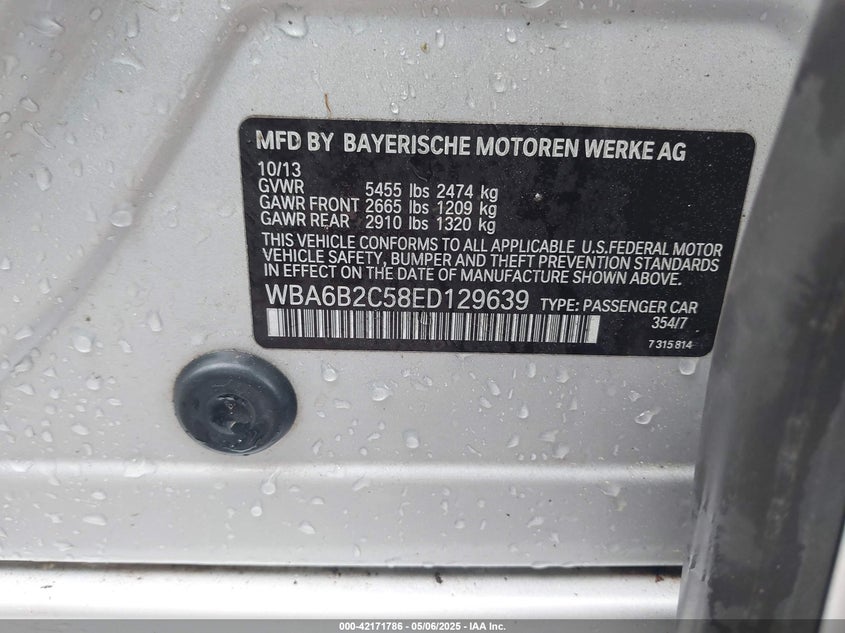 MFD BY BAYERISCHE MOTOREN WERKE AG
10/13
GVWR 5455 lbs 2474 kg
GAWR FRONT 2665 lbs 1209 kg
GAWR REAR 2910 lbs 1320 kg
THIS VEHICLE CONFORMS TO ALL APPLICABLE U.S.FEDERAL MOTOR
VEHICLE SAFETY, BUMPER AND THEFT PREVENTION STANDARDS
IN EFFECT ON THE DATE OF MANUFACTURE SHOWN ABOVE.
WBA6B2C58ED129639 TYPE: PASSENGER CAR
354/7
7 315 814
000-42171786 - 05/06/2025 - IAA Inc.